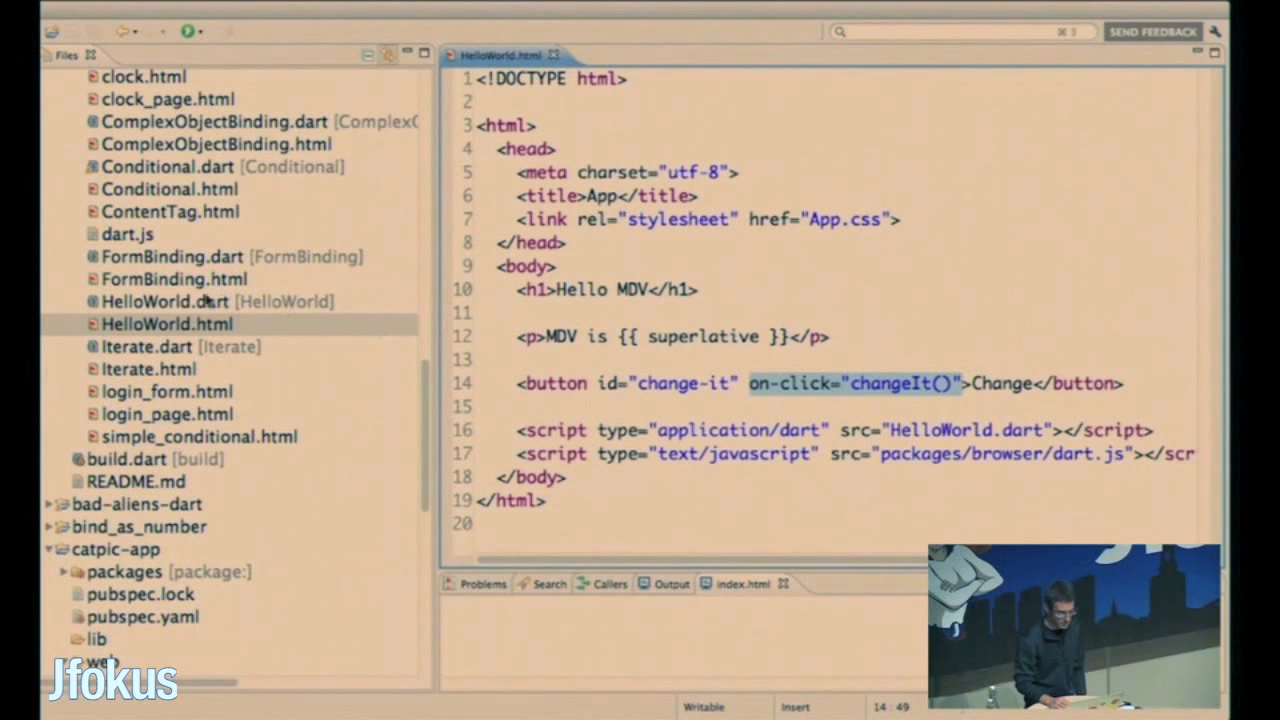 ⌘ 3
SEND FEEDBACK
Files
clock.html
clock_page.html
ComplexObjectBinding.dart [ComplexO
ComplexObjectBinding.html
Conditional.dart [Conditional]
Conditional.html
ContentTag.html
dart.js
FormBinding.dart [FormBinding]
FormBinding.html
HelloWorld.dart [HelloWorld]
HelloWorld.html
Iterate.dart [Iterate]
Iterate.html
login_form.html
login_page.html
simple_conditional.html
build.dart [build]
README.md
bad-aliens-dart
bind_as_number
catpic-app
packages [package:]
pubspec.lock
pubspec.yaml
lib
web
Jfokus
HelloWorld.html
1 <!DOCTYPE html>
2
3 <html>
4 <head>
5 <meta charset="utf-8">
6 <title>App</title>
7 <link rel="stylesheet" href="App.css">
8 </head>
9 <body>
10 <h1>Hello MDV</h1>
11
12 <p>MDV is {{ superlative }}</p>
13
14 <button id="change-it" on-click="changeIt()">Change</button>
15
16 <script type="application/dart" src="HelloWorld.dart"></script>
17 <script type="text/javascript" src="packages/browser/dart.js"></scr
18 </body>
19 </html>
20
Problems Search Callers Output index.html
Writable Insert 14 : 49